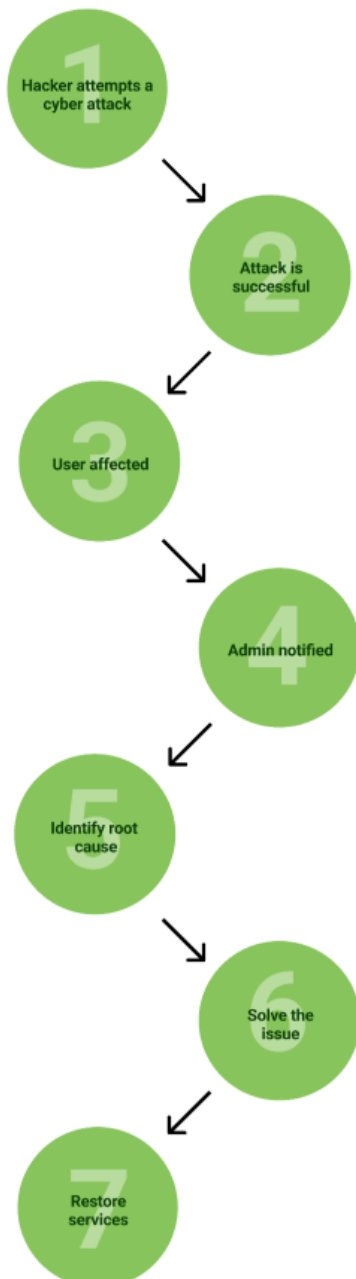 1
Hacker attempts a
cyber attack
2
Attack is
successful
3
User affected
4
Admin notified
5
Identify root
cause
6
Solve the
issue
7
Restore
services